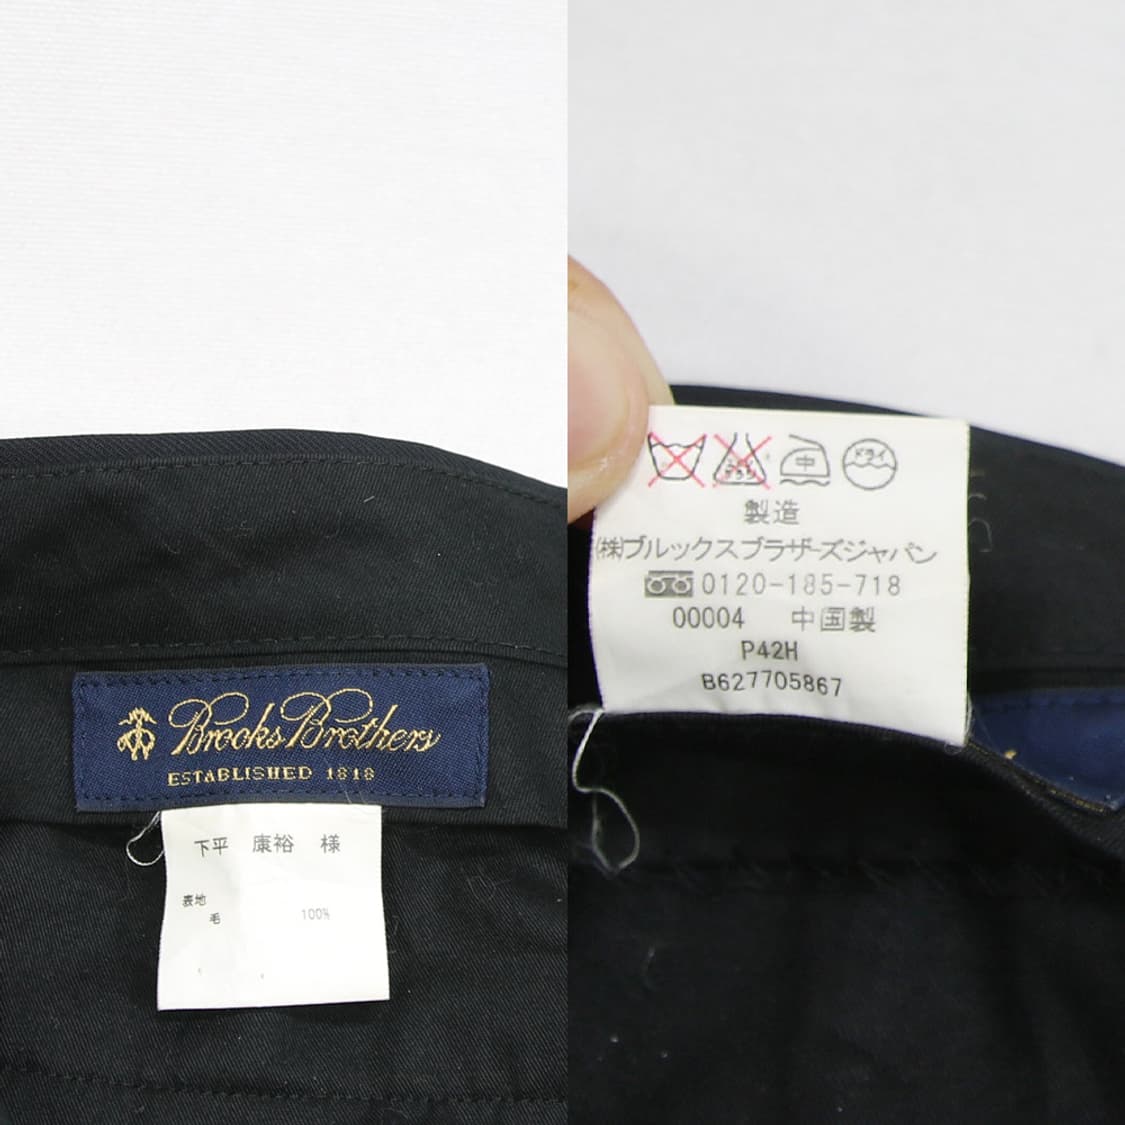 Brooks Brothers
ESTABLISHED 1818
下平 康裕 様
表地
毛 100%
中 ドライ
製造
(株)ブルックスブラザーズジャパン
0120-185-718
00004 中国製
P42H
B627705867